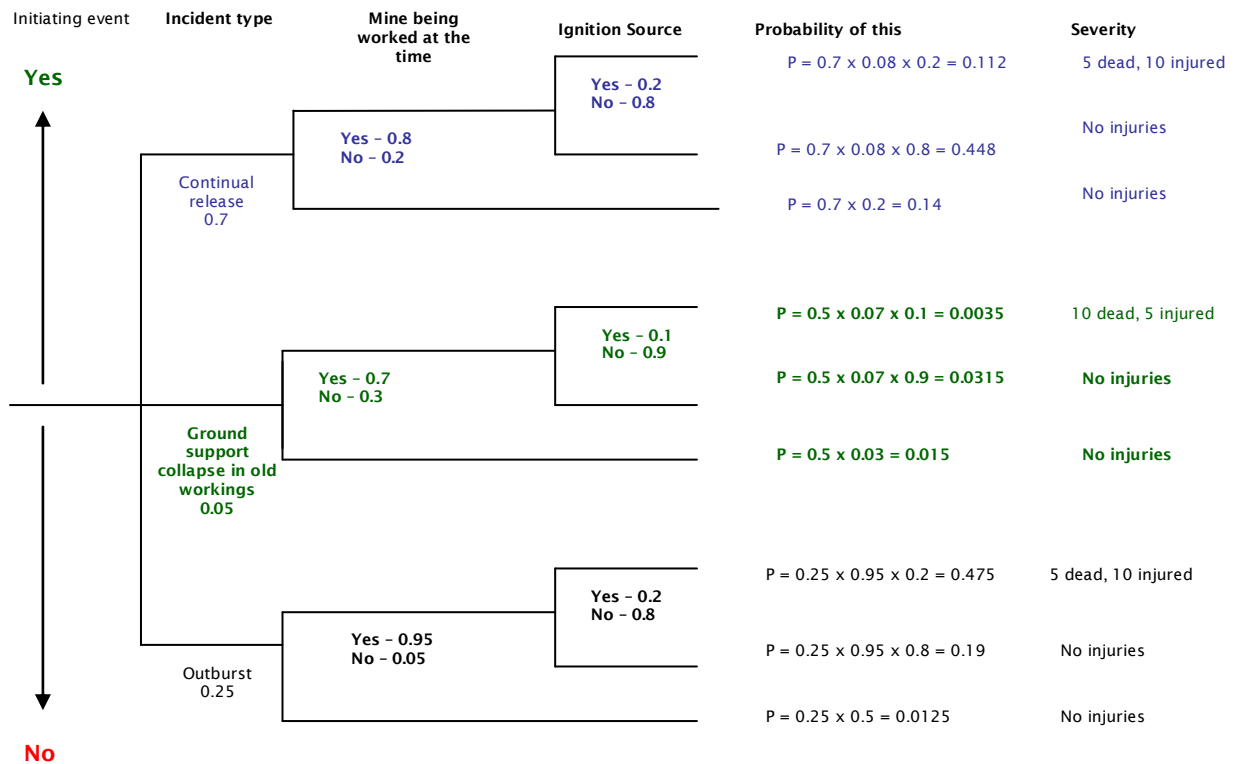 Initiating event
Incident type
Mine being
worked at the
time
Ignition Source
Probability of this
Severity
Yes
Yes – 0.2
No – 0.8
P = 0.7 x 0.08 x 0.2 = 0.112
5 dead, 10 injured
Yes – 0.8
No – 0.2
P = 0.7 x 0.08 x 0.8 = 0.448
No injuries
Continual
release
0.7
P = 0.7 x 0.2 = 0.14
No injuries
Yes – 0.1
No – 0.9
P = 0.5 x 0.07 x 0.1 = 0.0035
10 dead, 5 injured
Yes – 0.7
No – 0.3
P = 0.5 x 0.07 x 0.9 = 0.0315
No injuries
Ground
support
collapse in old
workings
0.05
P = 0.5 x 0.03 = 0.015
No injuries
Yes – 0.2
No – 0.8
P = 0.25 x 0.95 x 0.2 = 0.475
5 dead, 10 injured
Yes – 0.95
No – 0.05
P = 0.25 x 0.95 x 0.8 = 0.19
No injuries
Outburst
0.25
P = 0.25 x 0.5 = 0.0125
No injuries
No